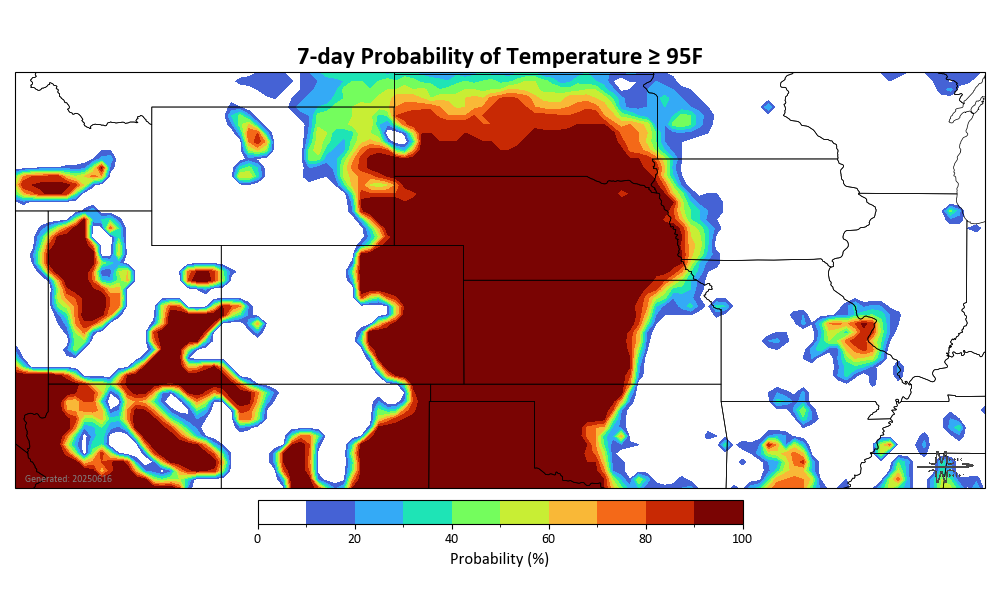 7-day Probability of Temperature ≥ 95F
Generated: 20250616
0 20 40 60 80 100
Probability (%)